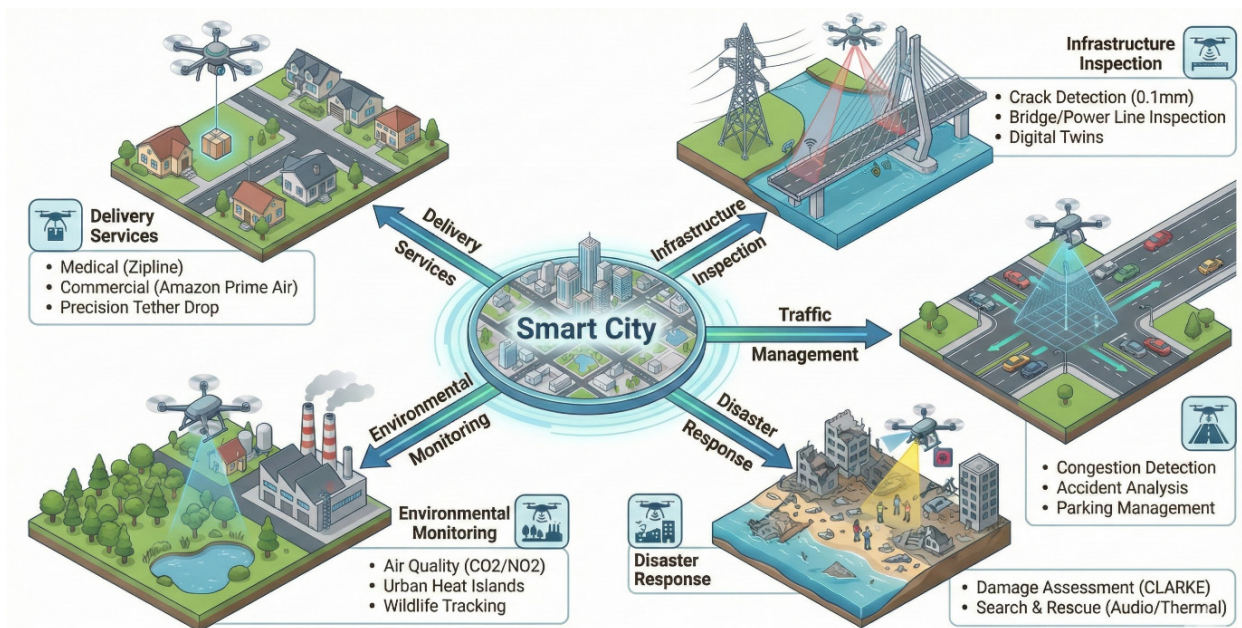 Infrastructure
Inspection
• Crack Detection (0.1mm)
• Bridge/Power Line Inspection
• Digital Twins
Delivery
Services
• Medical (Zipline)
• Commercial (Amazon Prime Air)
• Precision Tether Drop
Delivery
Services
Infrastructure
Inspection
Smart City
Traffic
Management
Environmental
Monitoring
Disaster
Response
• Congestion Detection
• Accident Analysis
• Parking Management
Environmental
Monitoring
• Air Quality (CO2/NO2)
• Urban Heat Islands
• Wildlife Tracking
Disaster
Response
• Damage Assessment (CLARKE)
• Search & Rescue (Audio/Thermal)